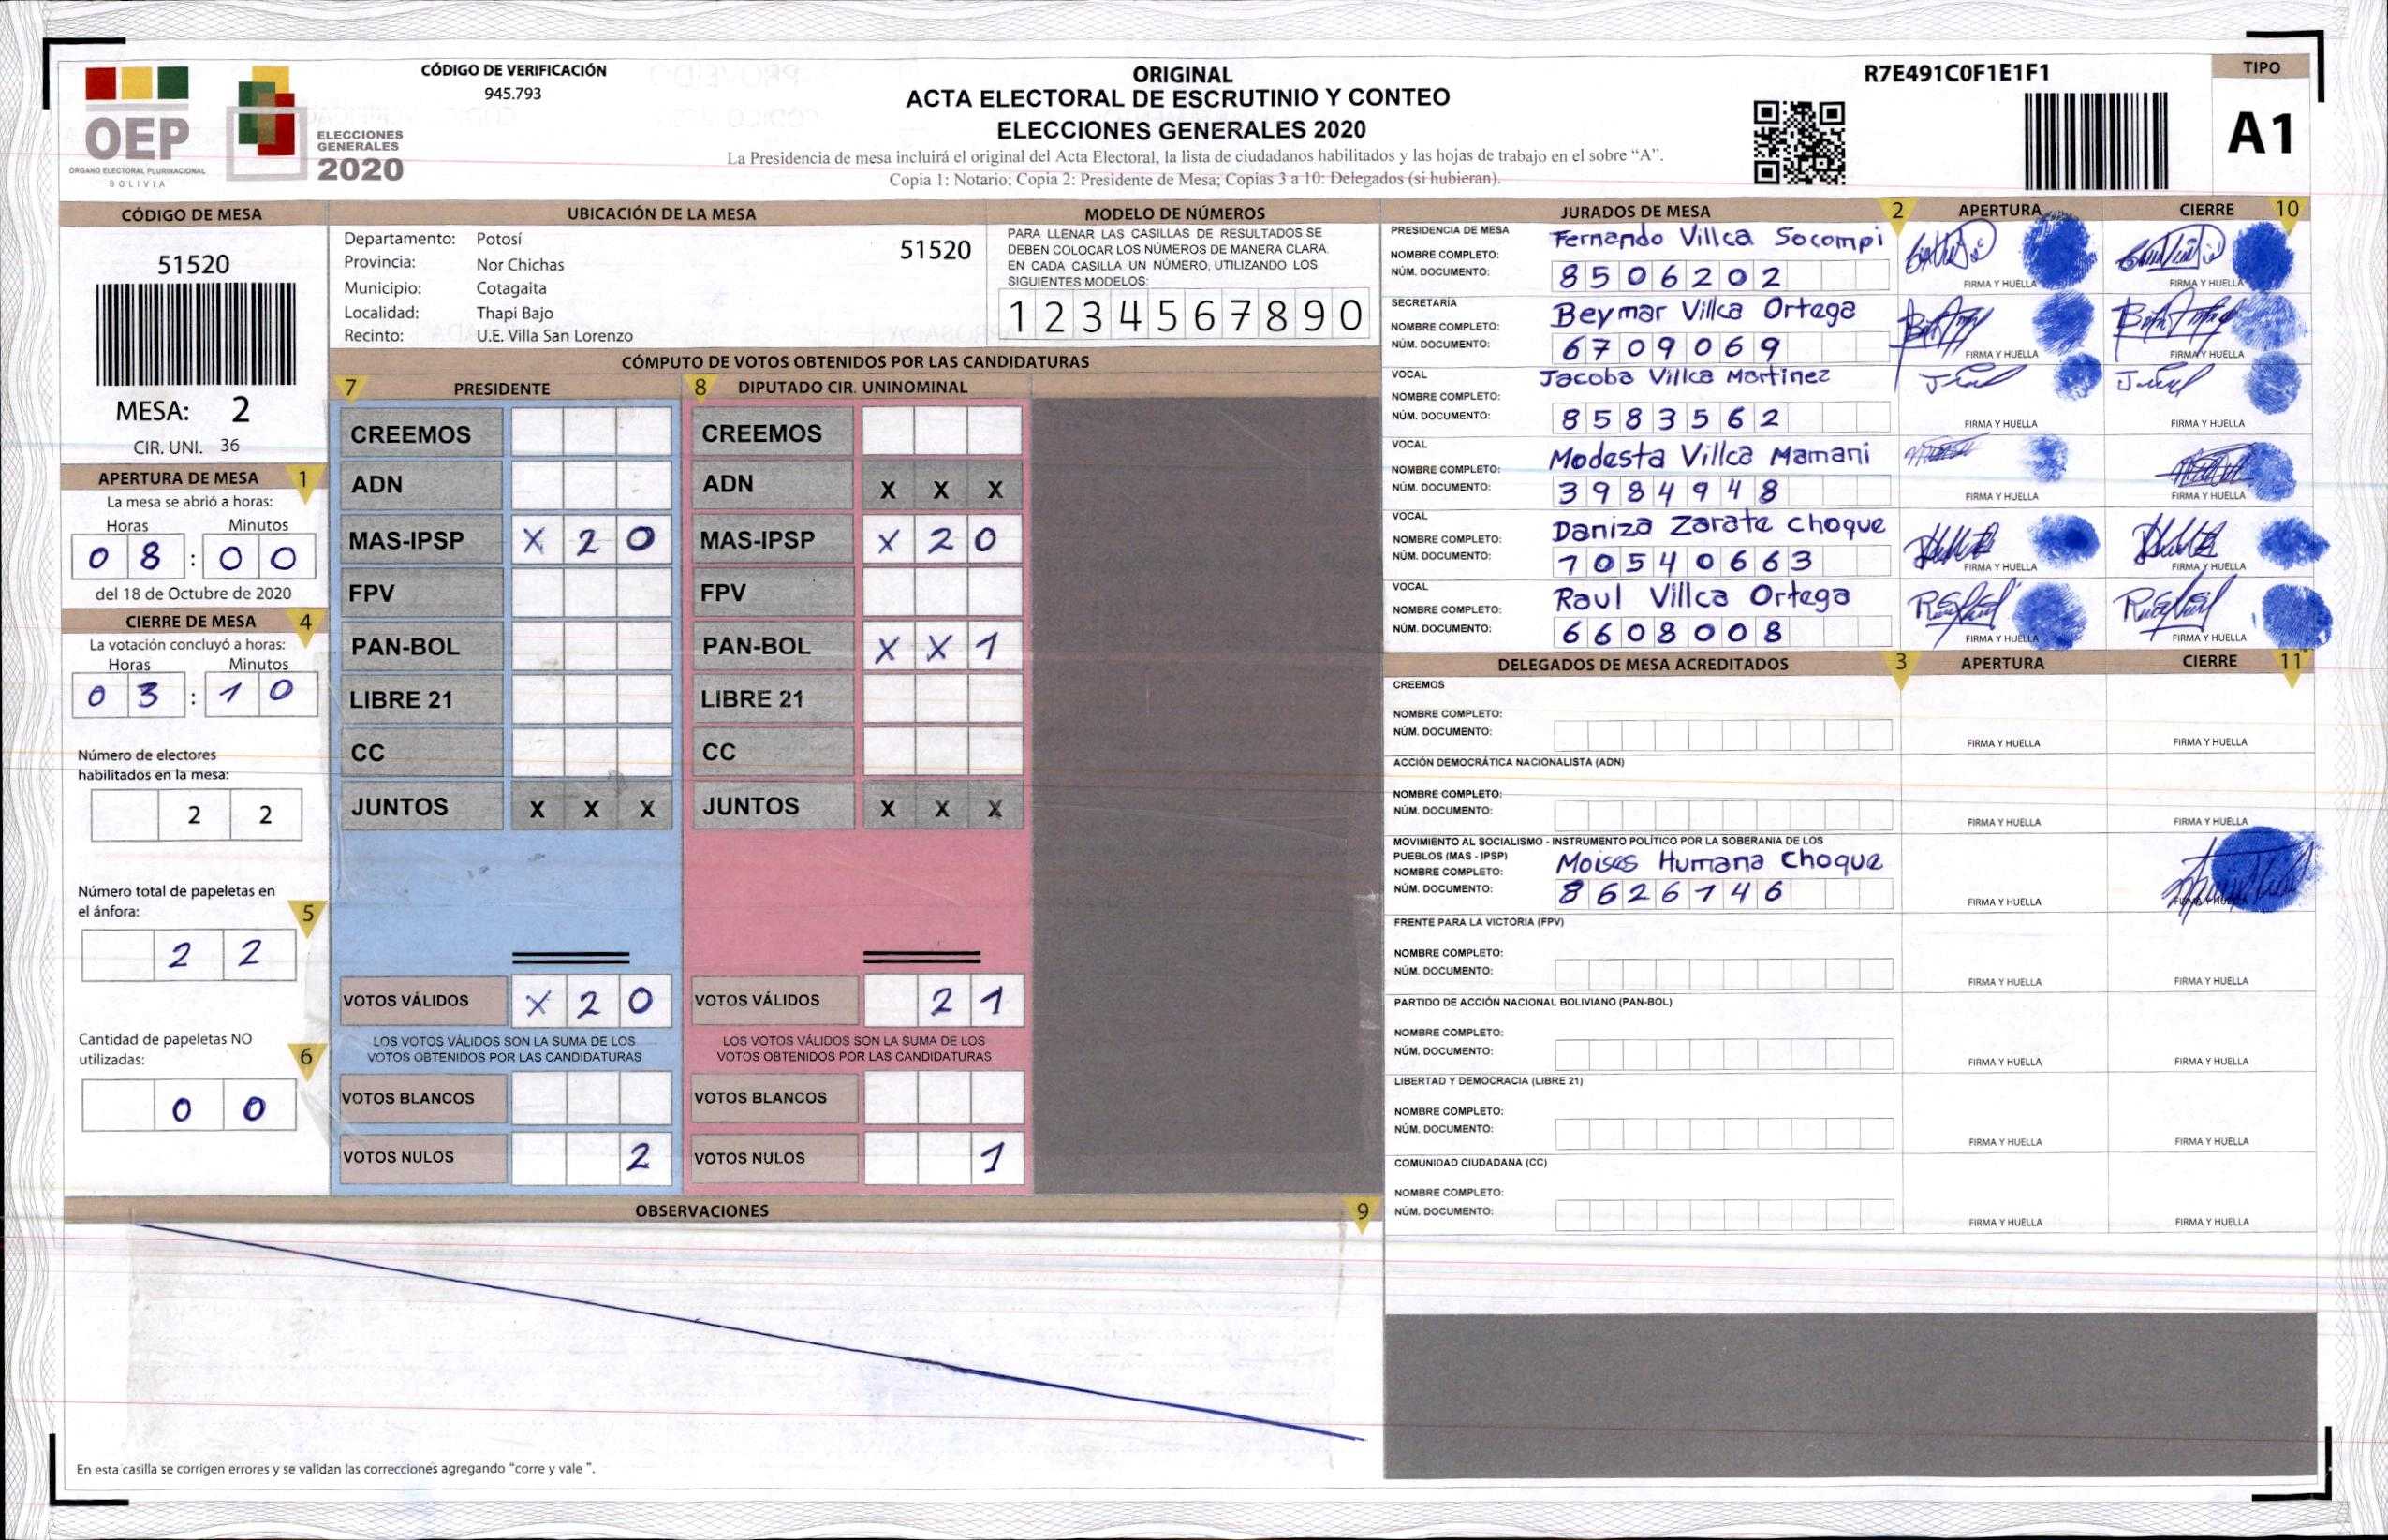 CÓDIGO DE VERIFICACIÓN
945.793
OEP
ÓRGANO ELECTORAL PLURINACIONAL
BOLIVIA
ELECCIONES
GENERALES
2020
ORIGINAL
ACTA ELECTORAL DE ESCRUTINIO Y CONTEO
ELECCIONES GENERALES 2020
La Presidencia de mesa incluirá el original del Acta Electoral, la lista de ciudadanos habilitados y las hojas de trabajo en el sobre “A”.
Copia 1: Notario; Copia 2: Presidente de Mesa; Copias 3 a 10: Delegados (si hubieran).
R7E491C0F1E1F1
TIPO
A1
CÓDIGO DE MESA
51520
MESA: 2
CIR. UNI. 36
APERTURA DE MESA 1
La mesa se abrió a horas:
Horas Minutos
0 8 : 0 0
del 18 de Octubre de 2020
CIERRE DE MESA 4
La votación concluyó a horas:
Horas Minutos
0 3 : 1 0
Número de electores
habilitados en la mesa:
2 2
Número total de papeletas en
el ánfora: 5
2 2
Cantidad de papeletas NO
utilizadas: 6
0 0
UBICACIÓN DE LA MESA
Departamento: Potosí 51520
Provincia: Nor Chichas
Municipio: Cotagaita
Localidad: Thapi Bajo
Recinto: U.E. Villa San Lorenzo
MODELO DE NÚMEROS
PARA LLENAR LAS CASILLAS DE RESULTADOS SE
DEBEN COLOCAR LOS NÚMEROS DE MANERA CLARA.
EN CADA CASILLA UN NÚMERO, UTILIZANDO LOS
SIGUIENTES MODELOS:
1 2 3 4 5 6 7 8 9 0
CÓMPUTO DE VOTOS OBTENIDOS POR LAS CANDIDATURAS
7 PRESIDENTE 8 DIPUTADO CIR. UNINOMINAL
CREEMOS CREEMOS
ADN ADN X X X
MAS-IPSP X 2 0 MAS-IPSP X 2 0
FPV FPV
PAN-BOL PAN-BOL X X 1
LIBRE 21 LIBRE 21
CC CC
JUNTOS X X X JUNTOS X X X
VOTOS VÁLIDOS X 2 0 VOTOS VÁLIDOS 2 1
LOS VOTOS VÁLIDOS SON LA SUMA DE LOS LOS VOTOS VÁLIDOS SON LA SUMA DE LOS
VOTOS OBTENIDOS POR LAS CANDIDATURAS VOTOS OBTENIDOS POR LAS CANDIDATURAS
VOTOS BLANCOS VOTOS BLANCOS
VOTOS NULOS 2 VOTOS NULOS 1
OBSERVACIONES 9
En esta casilla se corrigen errores y se validan las correcciones agregando “corre y vale ”.
JURADOS DE MESA 2 APERTURA CIERRE 10
PRESIDENCIA DE MESA
NOMBRE COMPLETO: Fernando Villca Socompi
NÚM. DOCUMENTO: 8506202 FIRMA Y HUELLA FIRMA Y HUELLA
SECRETARÍA
NOMBRE COMPLETO: Beymar Villca Ortega
NÚM. DOCUMENTO: 6709069 FIRMA Y HUELLA FIRMA Y HUELLA
VOCAL
NOMBRE COMPLETO: Jacoba Villca Martinez
NÚM. DOCUMENTO: 8583562 FIRMA Y HUELLA FIRMA Y HUELLA
VOCAL
NOMBRE COMPLETO: Modesta Villca Mamani
NÚM. DOCUMENTO: 3984948 FIRMA Y HUELLA FIRMA Y HUELLA
VOCAL
NOMBRE COMPLETO: Daniza Zarate choque
NÚM. DOCUMENTO: 10540663 FIRMA Y HUELLA FIRMA Y HUELLA
VOCAL
NOMBRE COMPLETO: Raul Villca Ortega
NÚM. DOCUMENTO: 6608008 FIRMA Y HUELLA FIRMA Y HUELLA
DELEGADOS DE MESA ACREDITADOS 3 APERTURA CIERRE 11
CREEMOS
NOMBRE COMPLETO:
NÚM. DOCUMENTO: FIRMA Y HUELLA FIRMA Y HUELLA
ACCIÓN DEMOCRÁTICA NACIONALISTA (ADN)
NOMBRE COMPLETO:
NÚM. DOCUMENTO: FIRMA Y HUELLA FIRMA Y HUELLA
MOVIMIENTO AL SOCIALISMO - INSTRUMENTO POLÍTICO POR LA SOBERANIA DE LOS
PUEBLOS (MAS - IPSP)
NOMBRE COMPLETO: Moises Humana Choque
NÚM. DOCUMENTO: 8626746 FIRMA Y HUELLA FIRMA Y HUELLA
FRENTE PARA LA VICTORIA (FPV)
NOMBRE COMPLETO:
NÚM. DOCUMENTO: FIRMA Y HUELLA FIRMA Y HUELLA
PARTIDO DE ACCIÓN NACIONAL BOLIVIANO (PAN-BOL)
NOMBRE COMPLETO:
NÚM. DOCUMENTO: FIRMA Y HUELLA FIRMA Y HUELLA
LIBERTAD Y DEMOCRACIA (LIBRE 21)
NOMBRE COMPLETO:
NÚM. DOCUMENTO: FIRMA Y HUELLA FIRMA Y HUELLA
COMUNIDAD CIUDADANA (CC)
NOMBRE COMPLETO:
NÚM. DOCUMENTO: FIRMA Y HUELLA FIRMA Y HUELLA